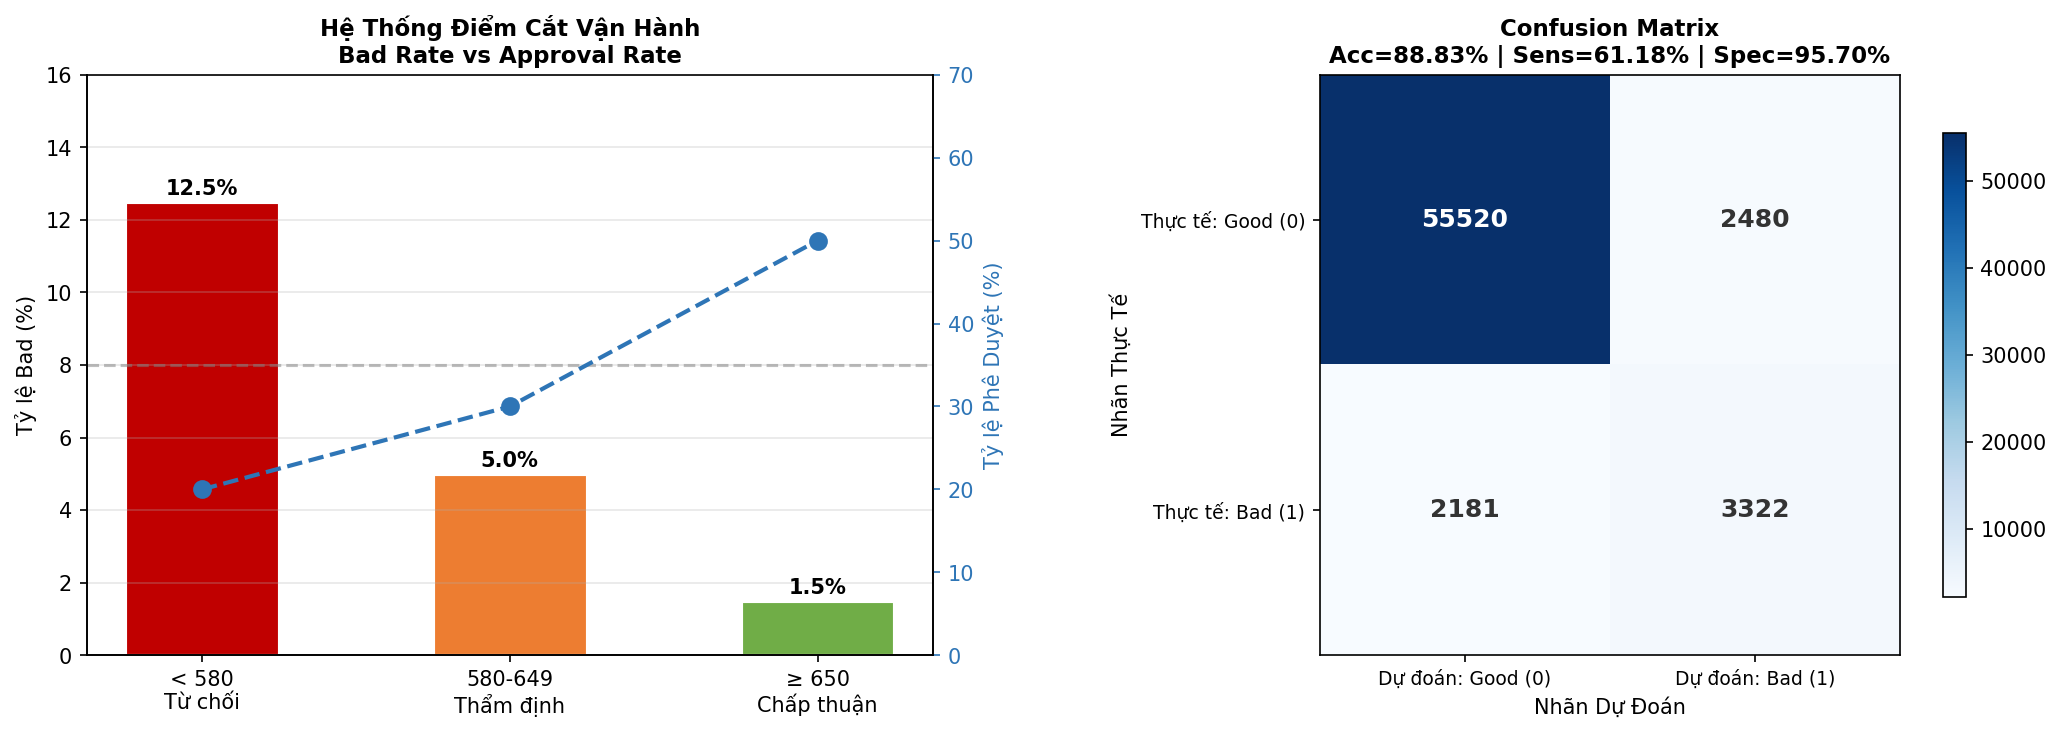 Hệ Thống Điểm Cắt Vận Hành
Bad Rate vs Approval Rate
Tỷ lệ Bad (%)
16
14
12
10
8
6
4
2
0
12.5%
5.0%
1.5%
70
60
50
40
30
20
10
0
Tỷ lệ Phê Duyệt (%)
< 580
Từ chối
580-649
Thẩm định
≥ 650
Chấp thuận
Confusion Matrix
Acc=88.83% | Sens=61.18% | Spec=95.70%
Nhãn Thực Tế
Thực tế: Good (0)
55520
2480
Thực tế: Bad (1)
2181
3322
Dự đoán: Good (0)
Dự đoán: Bad (1)
Nhãn Dự Đoán
50000
40000
30000
20000
10000